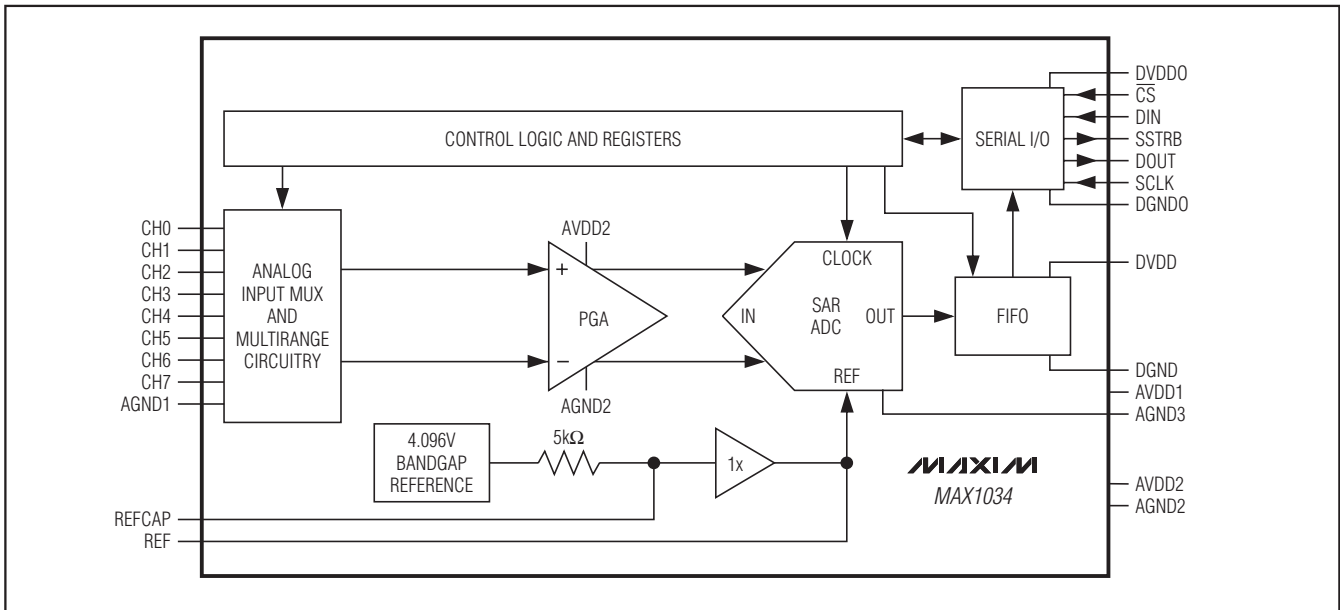 DVDDO
CS
DIN
SSTRB
DOUT
SCLK
DGNDO
CONTROL LOGIC AND REGISTERS
SERIAL I/O
CH0
CH1
CH2
CH3
CH4
CH5
CH6
CH7
AGND1
ANALOG
INPUT MUX
AND
MULTIRANGE
CIRCUITRY
AVDD2
+
PGA
−
AGND2
CLOCK
IN
SAR
ADC
OUT
REF
FIFO
DVDD
DGND
AVDD1
AGND3
4.096V
BANDGAP
REFERENCE
5kΩ
1x
MAXIM
MAX1034
AVDD2
AGND2
REFCAP
REF